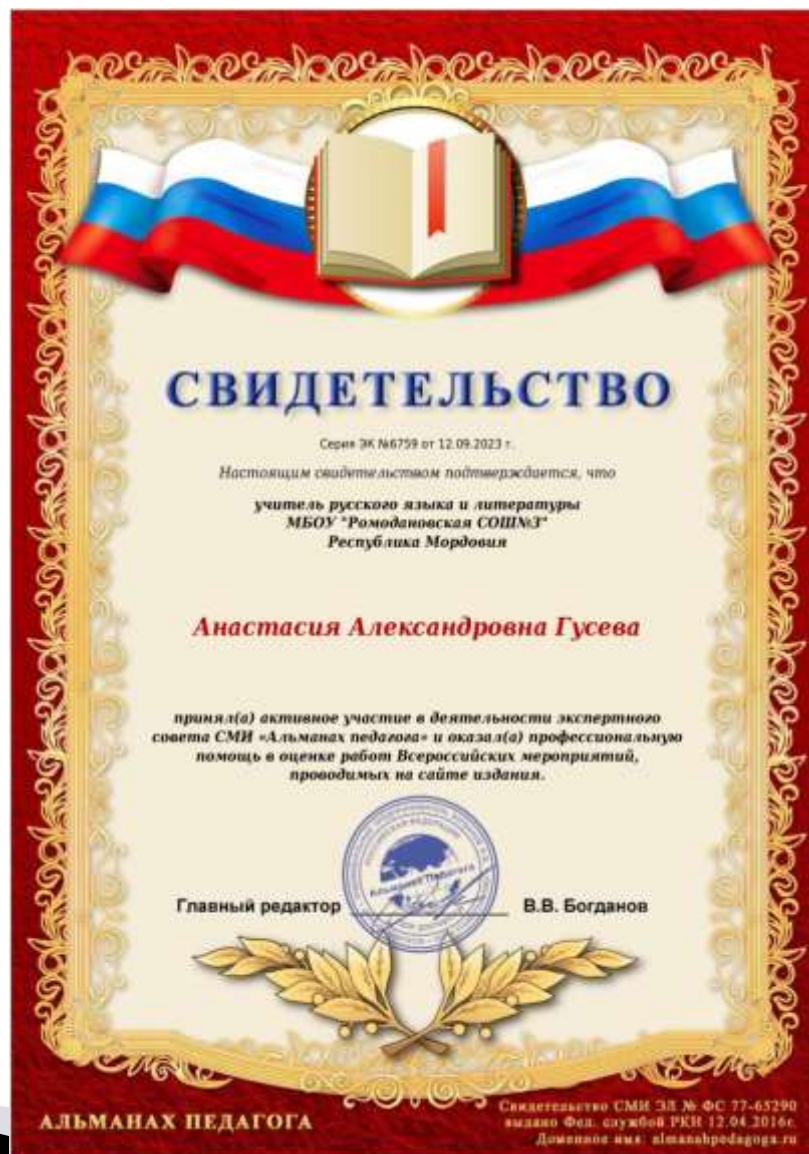 СВИДЕТЕЛЬСТВО
Серия ЭК №6759 от 12.09.2023 г.
Настоящим свидетельством подтверждается, что
учитель русского языка и литературы
МБОУ "Ромодановская СОШ№3"
Республика Мордовия
Анастасия Александровна Гусева
принял(а) активное участие в деятельности экспертного
совета СМИ «Альманах педагога» и оказал(а) профессиональную
помощь в оценке работ Всероссийских мероприятий,
проводимых на сайте издания.
Альманах Педагога
Главный редактор В.В. Богданов
АЛЬМАНАХ ПЕДАГОГА
Свидетельство СМИ ЭЛ № ФС 77-65290
выдано Фед. службой РКН 12.04.2016г.
Доменное имя: almanahpedagoga.ru